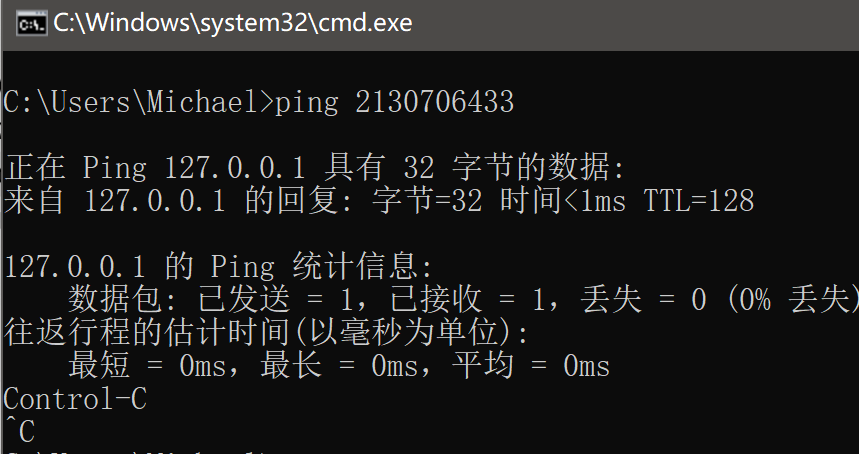 C:\Windows\system32\cmd.exe
C:\Users\Michael>ping 2130706433
正在 Ping 127.0.0.1 具有 32 字节的数据:
来自 127.0.0.1 的回复: 字节=32 时间<1ms TTL=128
127.0.0.1 的 Ping 统计信息:
数据包: 已发送 = 1，已接收 = 1，丢失 = 0 (0% 丢失)
往返行程的估计时间(以毫秒为单位):
最短 = 0ms，最长 = 0ms，平均 = 0ms
Control-C
^C